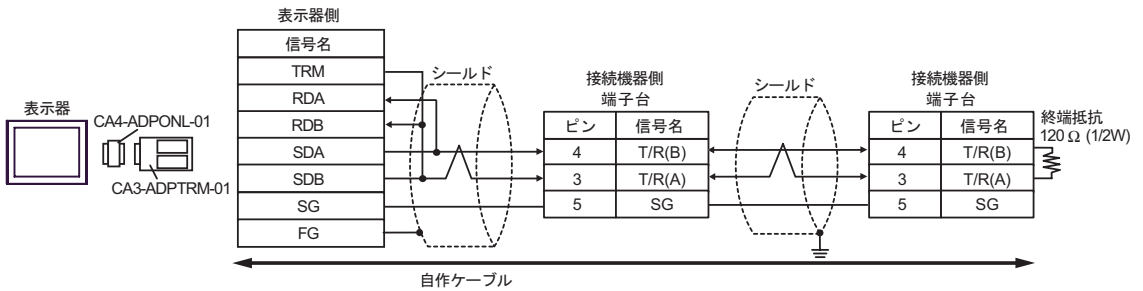 表示器側
信号名
TRM
RDA
RDB
SDA
SDB
SG
FG
表示器
CA4-ADPONL-01
CA3-ADPTRM-01
シールド
接続機器側
端子台
ピン 信号名
4 T/R(B)
3 T/R(A)
5 SG
シールド
接続機器側
端子台
ピン 信号名
4 T/R(B)
3 T/R(A)
5 SG
終端抵抗
120 Ω (1/2W)
自作ケーブル